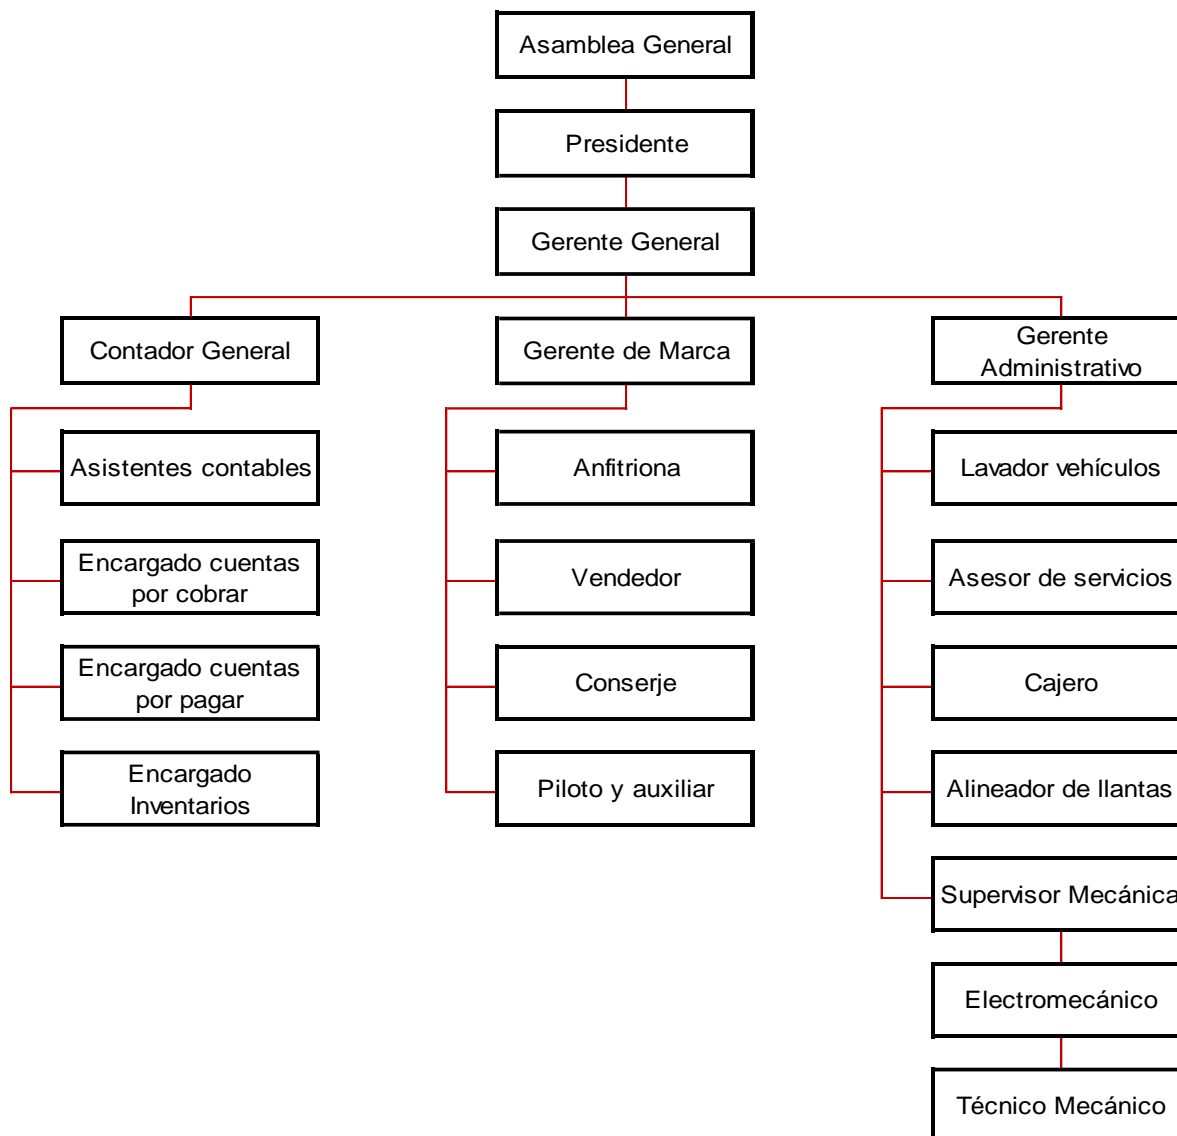 Asamblea General
Presidente
Gerente General
Contador General
Gerente de Marca
Gerente
Administrativo
Asistentes contables
Anfitriona
Lavador vehículos
Encargado cuentas
por cobrar
Vendedor
Asesor de servicios
Encargado cuentas
por pagar
Conserje
Cajero
Encargado
Inventarios
Piloto y auxiliar
Alineador de llantas
Supervisor Mecánica
Electromecánico
Técnico Mecánico